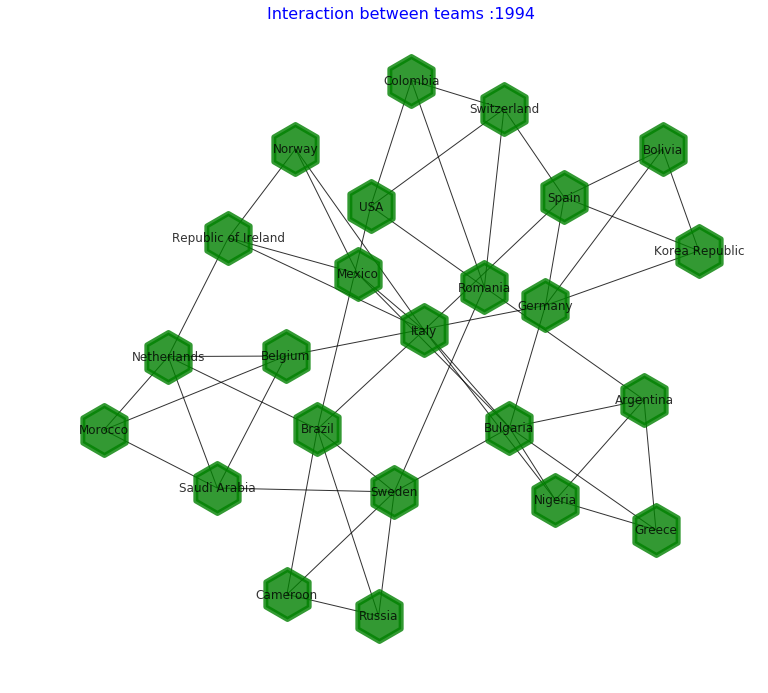 Interaction between teams :1994
Colombia
Switzerland
Norway
Bolivia
Spain
USA
Republic of Ireland
Korea Republic
Mexico
Romania
Germany
Italy
Netherlands
Belgium
Argentina
Morocco
Brazil
Bulgaria
Saudi Arabia
Sweden
Nigeria
Greece
Cameroon
Russia